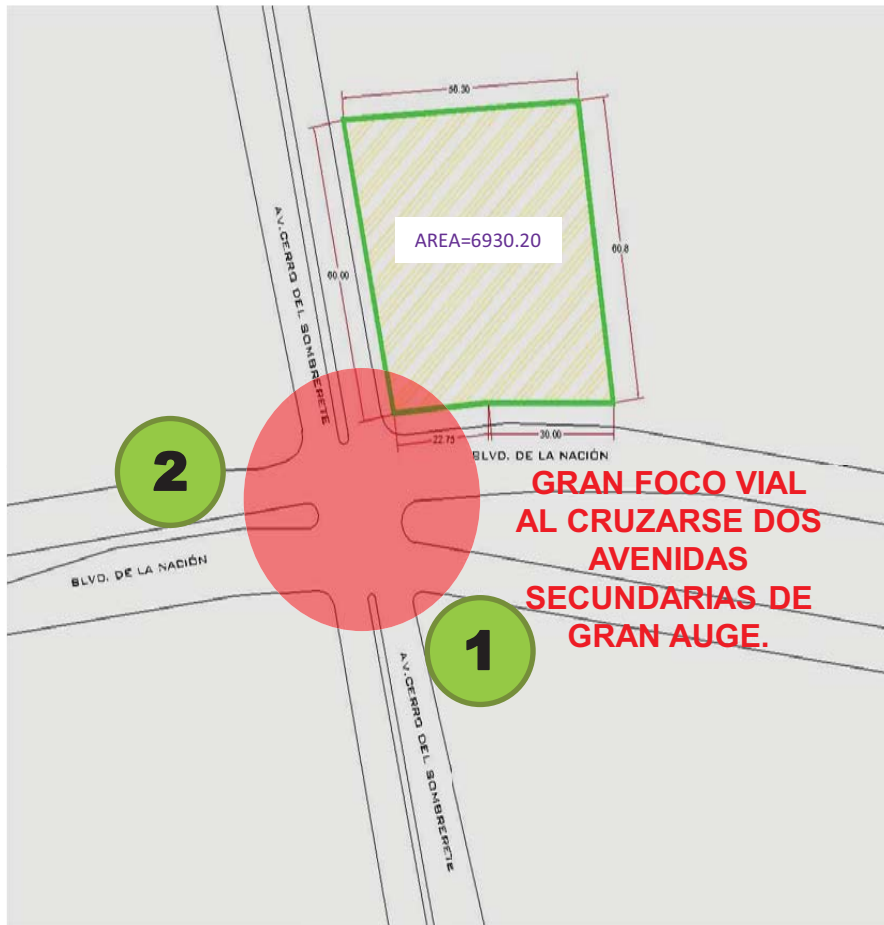 56.30
AV.CERRO DEL SOMBRERETE
AREA=6930.20
60.00
60.8
22.75
30.00
BLVD. DE LA NACIÓN
2
GRAN FOCO VIAL
AL CRUZARSE DOS
AVENIDAS
SECUNDARIAS DE
GRAN AUGE.
BLVD. DE LA NACIÓN
1
AV.CERRO DEL SOMBRERETE